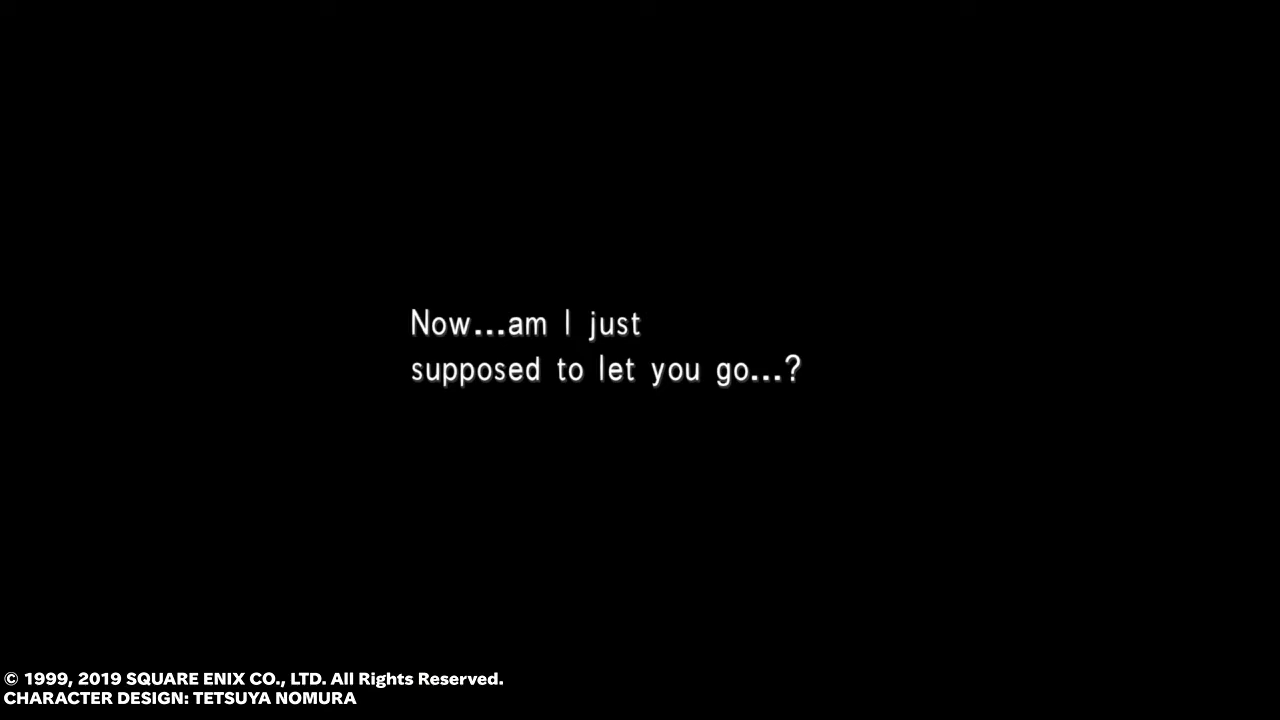 Now...am I just
supposed to let you go...?
© 1999, 2019 SQUARE ENIX CO., LTD. All Rights Reserved.
CHARACTER DESIGN: TETSUYA NOMURA